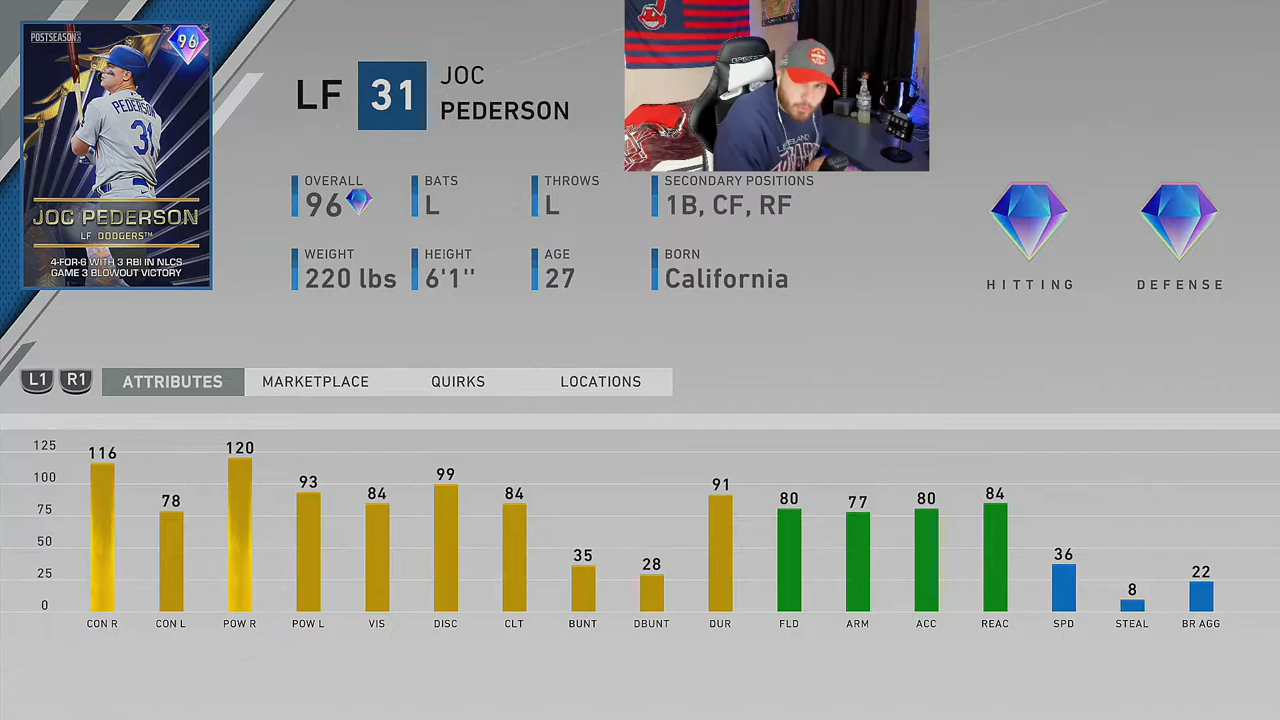 POSTSEASON
96
PEDERSON
31
JOC PEDERSON
LF DODGERS™
4-FOR-6 WITH 3 RBI IN NLCS
GAME 3 BLOWOUT VICTORY
LF 31 JOC
PEDERSON
OVERALL BATS THROWS SECONDARY POSITIONS
96 L L 1B, CF, RF
WEIGHT HEIGHT AGE BORN
220 lbs 6'1" 27 California
HITTING DEFENSE
L1 R1 ATTRIBUTES MARKETPLACE QUIRKS LOCATIONS
125
100
75
50
25
0
116 78 120 93 84 99 84 35 28 91 80 77 80 84 36 8 22
CON R CON L POW R POW L VIS DISC CLT BUNT DBUNT DUR FLD ARM ACC REAC SPD STEAL BR AGG